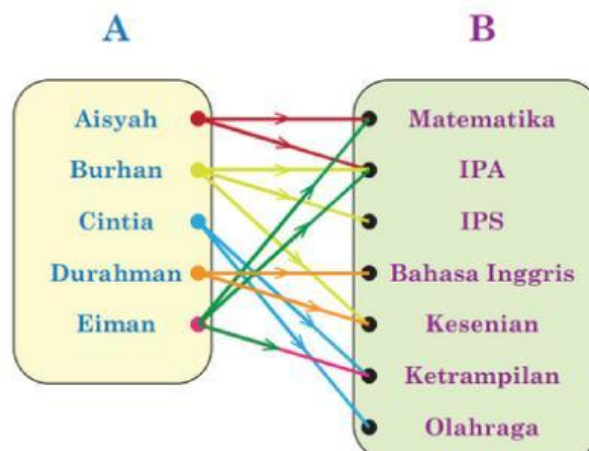 A
B
Aisyah
Burhan
Cintia
Durahman
Eiman
Matematika
IPA
IPS
Bahasa Inggris
Kesenian
Ketrampilan
Olahraga